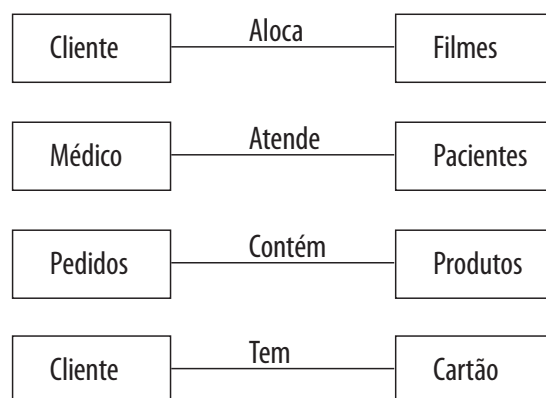 Cliente Aloca Filmes
Médico Atende Pacientes
Pedidos Contém Produtos
Cliente Tem Cartão